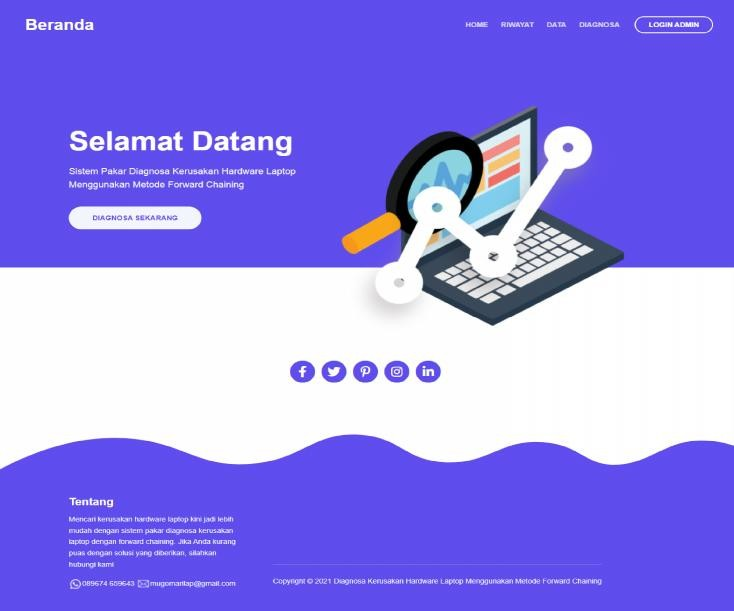 Beranda
HOME RIWAYAT DATA DIAGNOSA LOGIN ADMIN
Selamat Datang
Sistem Pakar Diagnosa Kerusakan Hardware Laptop
Menggunakan Metode Forward Chaining
DIAGNOSA SEKARANG
Tentang
Mencari kerusakan hardware laptop kini jadi lebih
mudah dengan sistem pakar diagnosa kerusakan
laptop dengan forward chaining. Jika Anda kurang
puas dengan solusi yang diberikan, silahkan
hubungi kami
089674 659643 mugomarilap@gmail.com
Copyright © 2021 Diagnosa Kerusakan Hardware Laptop Menggunakan Metode Forward Chaining